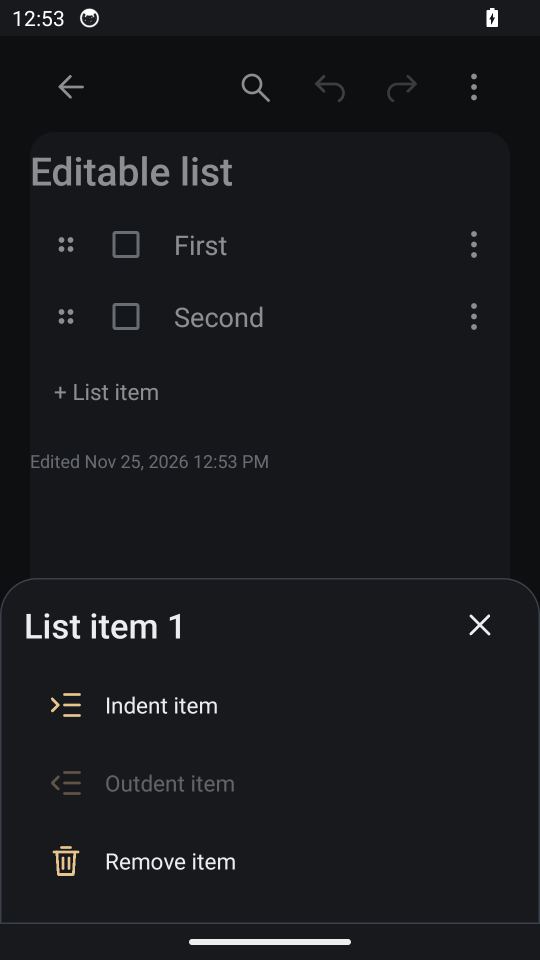 12:53
Editable list
First
Second
+ List item
Edited Nov 25, 2026 12:53 PM
List item 1
Indent item
Outdent item
Remove item